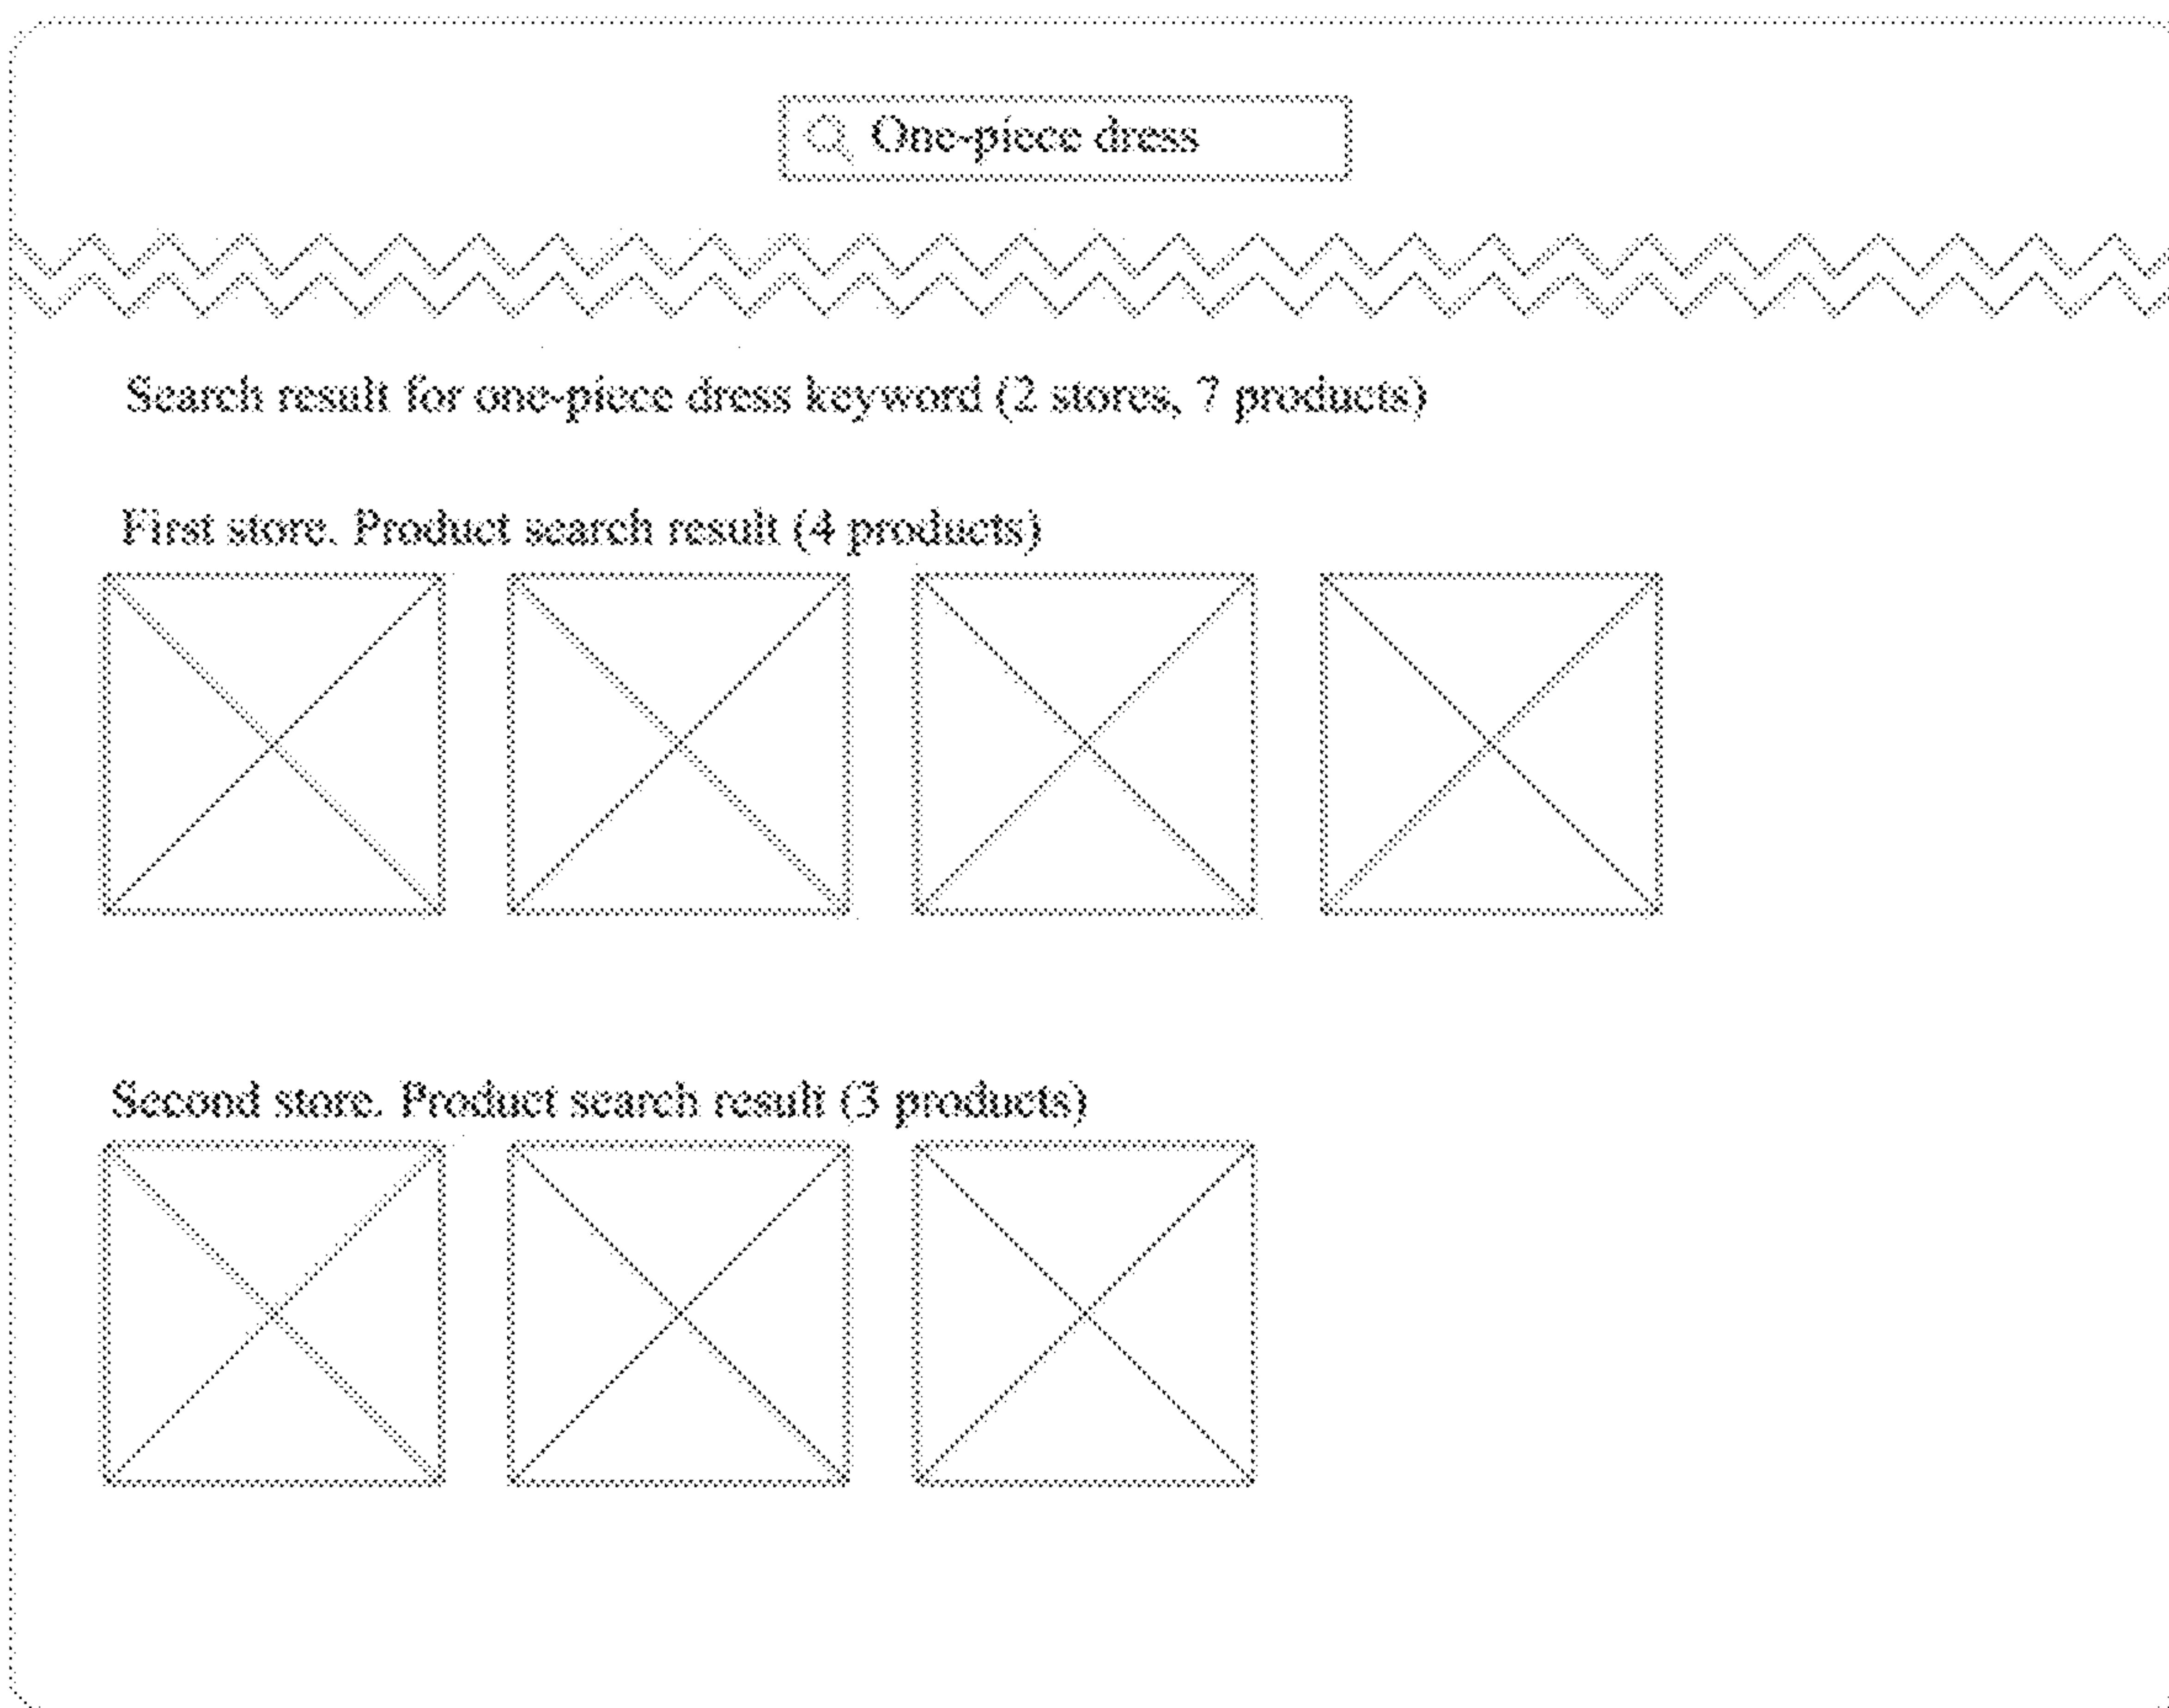 One-piece dress
Search result for one-piece dress keyword (2 stores, 7 products)
First store. Product search result (4 products)
Second store. Product search result (3 products)